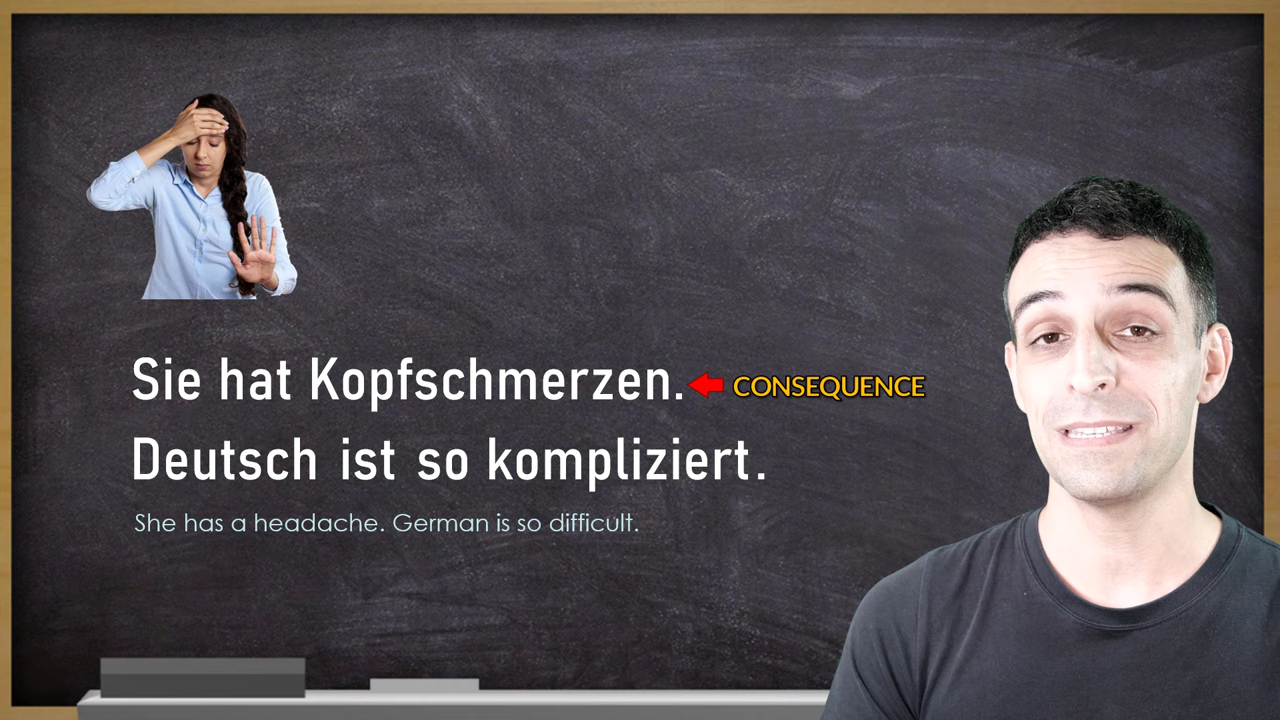 Sie hat Kopfschmerzen. CONSEQUENCE
Deutsch ist so kompliziert.
She has a headache. German is so difficult.